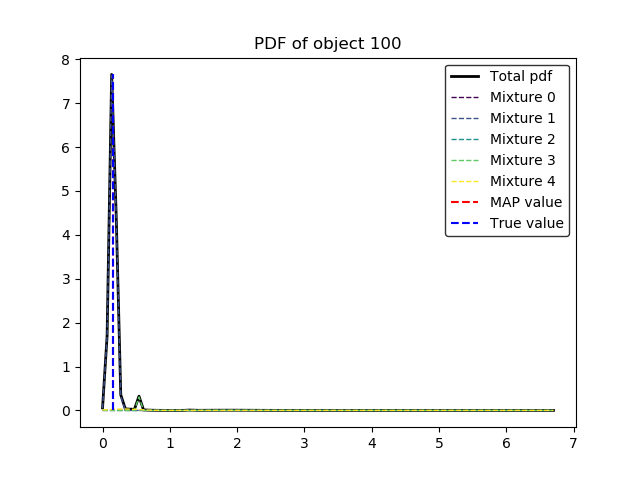 PDF of object 100
8
7
6
5
4
3
2
1
0
Total pdf
Mixture 0
Mixture 1
Mixture 2
Mixture 3
Mixture 4
MAP value
True value
0 1 2 3 4 5 6 7